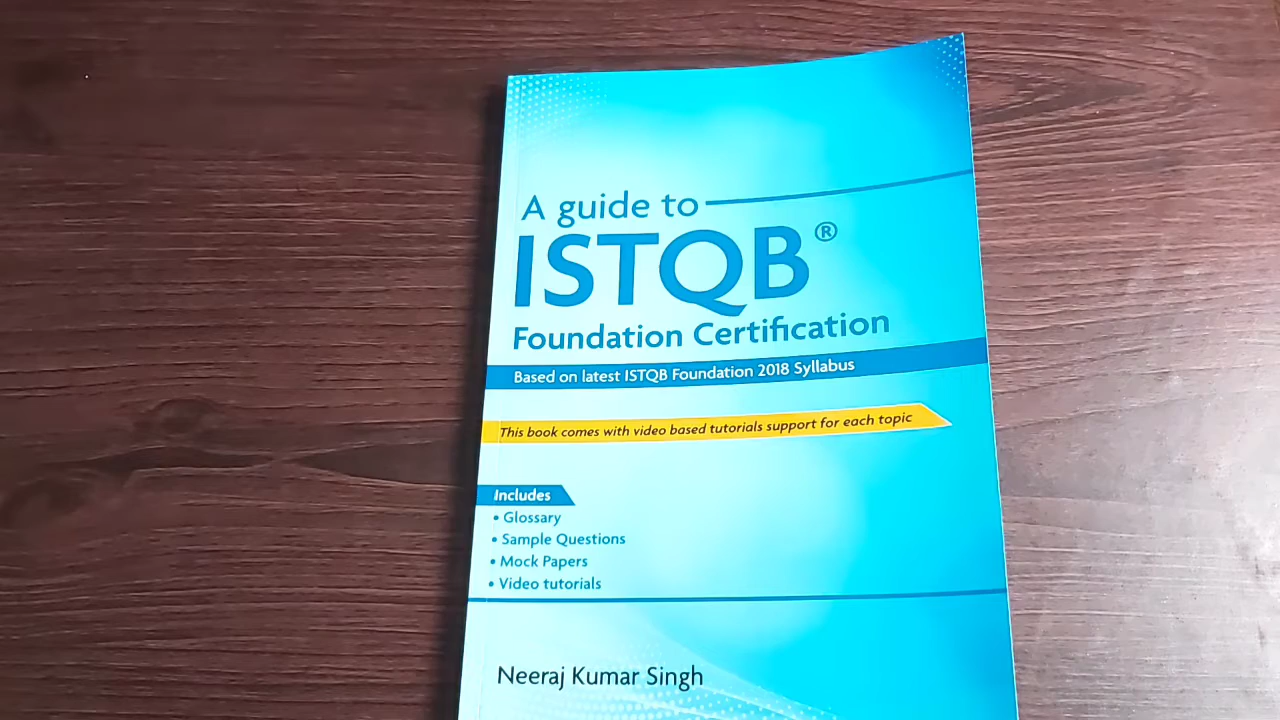 A guide to
ISTQB®
Foundation Certification
Based on latest ISTQB Foundation 2018 Syllabus
This book comes with video based tutorials support for each topic
Includes
• Glossary
• Sample Questions
• Mock Papers
• Video tutorials
Neeraj Kumar Singh